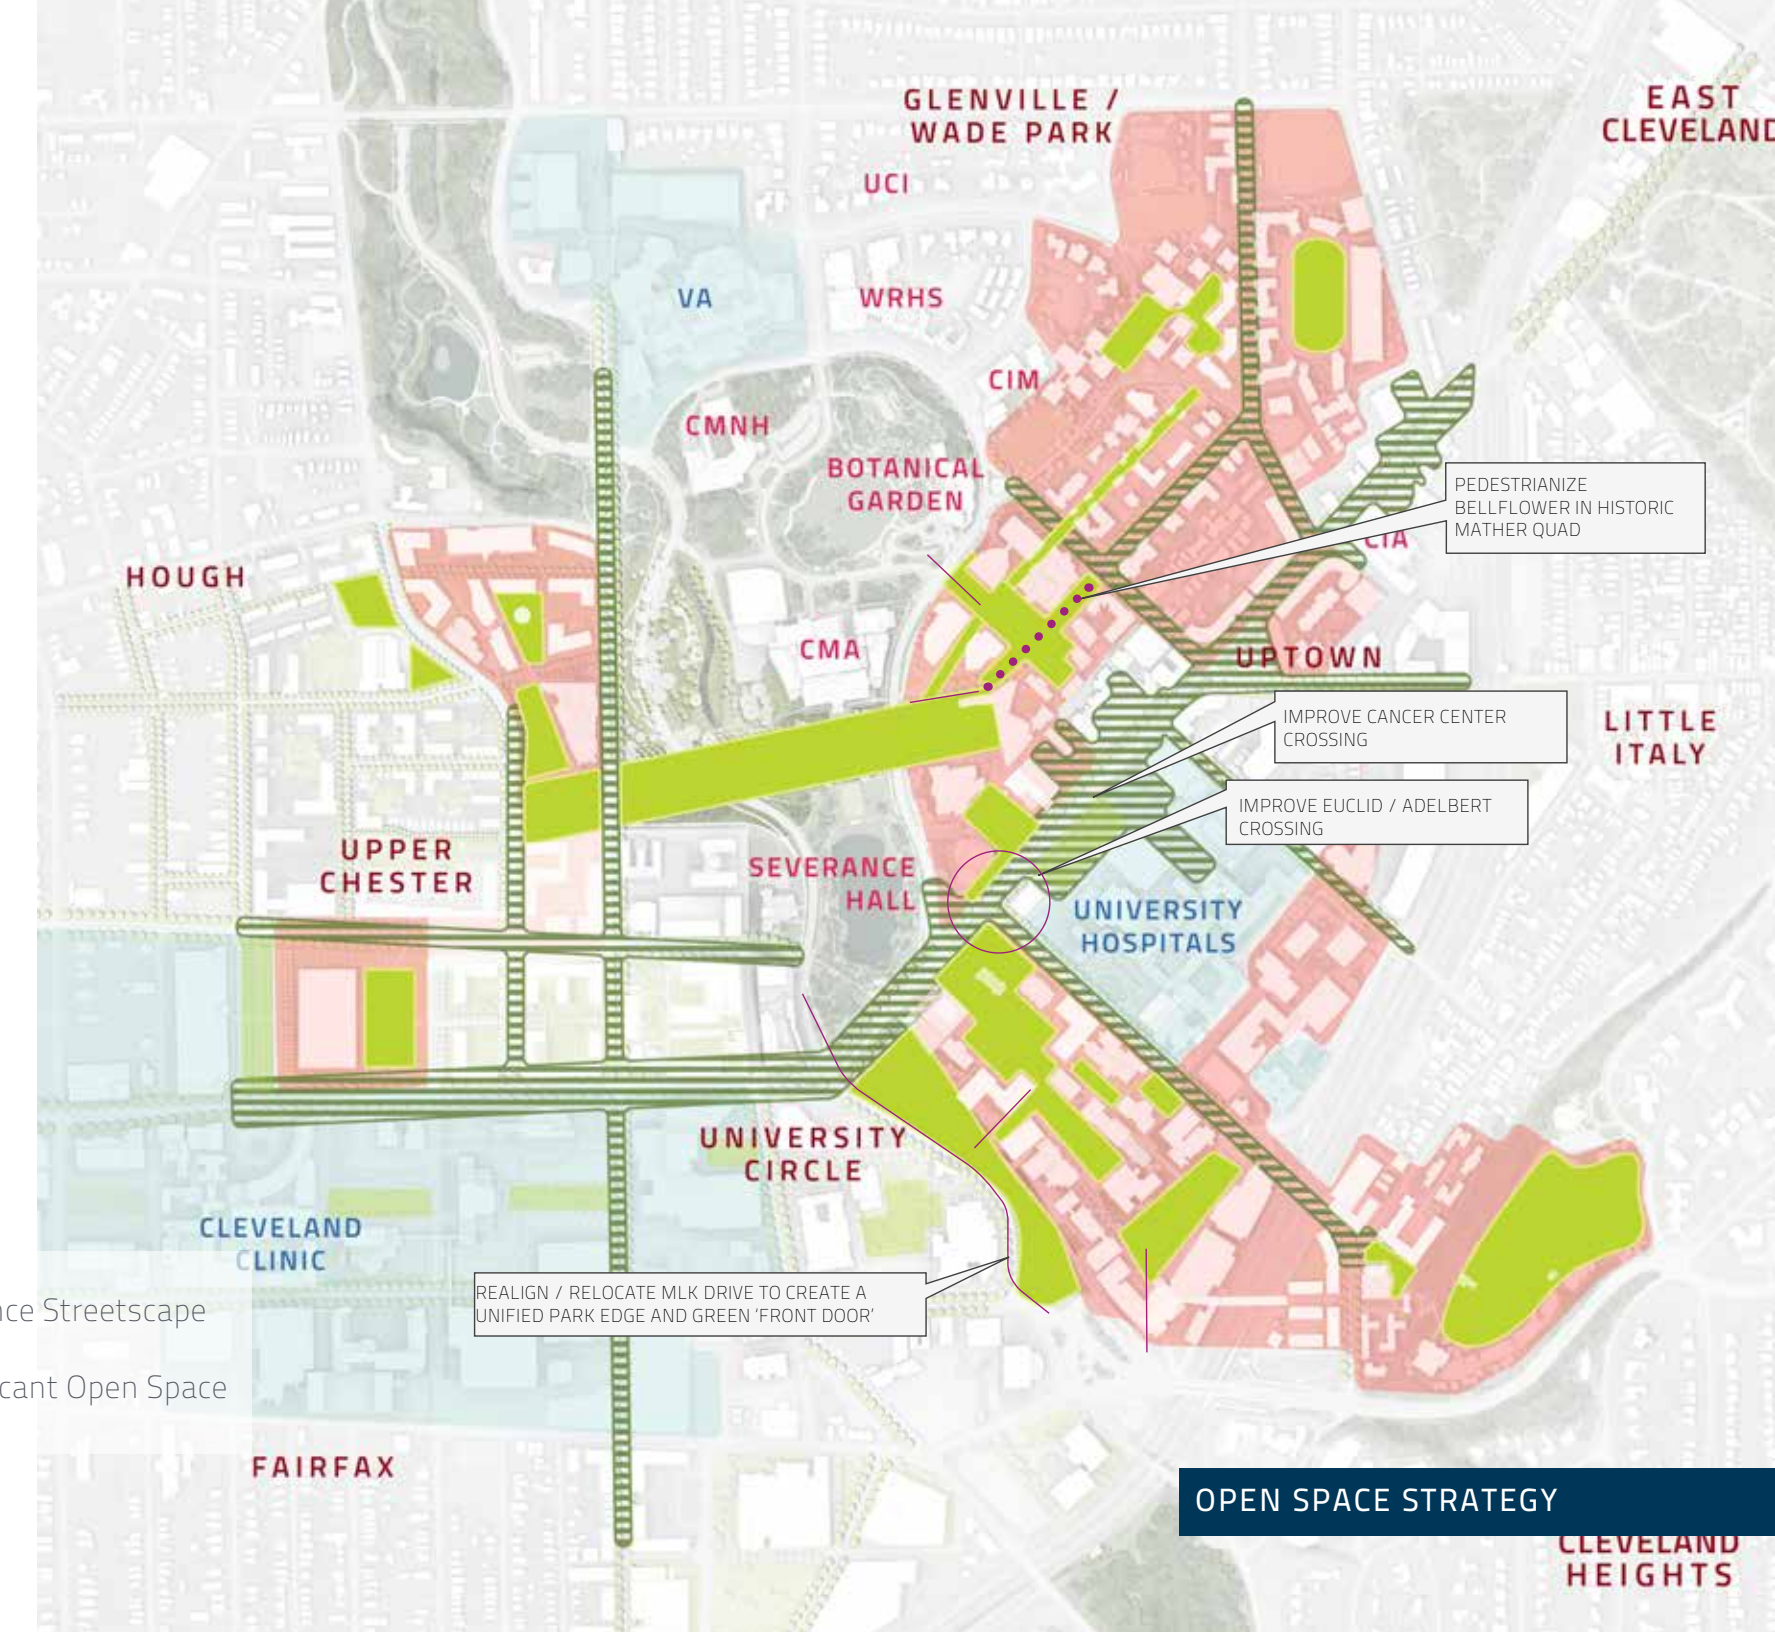 GLENVILLE /
WADE PARK
EAST
CLEVELAND
UCI
VA
WRHS
CIM
CMNH
BOTANICAL
GARDEN
PEDESTRIANIZE
BELLFLOWER IN HISTORIC
MATHER QUAD
CIA
HOUGH
CMA
UPTOWN
IMPROVE CANCER CENTER
CROSSING
LITTLE
ITALY
IMPROVE EUCLID / ADELBERT
CROSSING
UPPER
CHESTER
SEVERANCE
HALL
UNIVERSITY
HOSPITALS
UNIVERSITY
CIRCLE
CLEVELAND
CLINIC
REALIGN / RELOCATE MLK DRIVE TO CREATE A
UNIFIED PARK EDGE AND GREEN ‘FRONT DOOR’
nce Streetscape
cant Open Space
FAIRFAX
OPEN SPACE STRATEGY
CLEVELAND
HEIGHTS